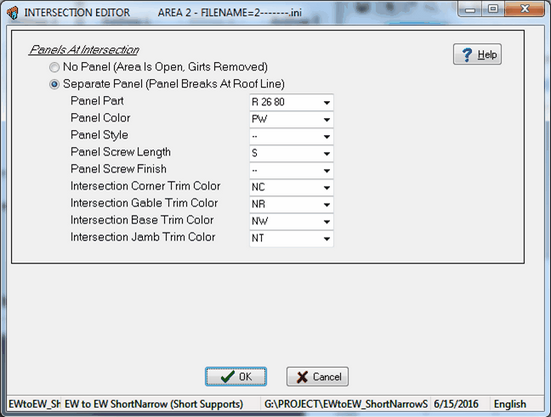 INTERSECTION EDITOR AREA 2 - FILENAME=2-------.ini
Panels At Intersection
Help
No Panel (Area Is Open, Girts Removed)
Separate Panel (Panel Breaks At Roof Line)
Panel Part R 26 80
Panel Color PW
Panel Style --
Panel Screw Length S
Panel Screw Finish --
Intersection Corner Trim Color NC
Intersection Gable Trim Color NR
Intersection Base Trim Color NW
Intersection Jamb Trim Color NT
OK Cancel
EWtoEW_Sh EW to EW ShortNarrow (Short Supports) G:\PROJECT\EWtoEW_ShortNarrowS 6/15/2016 English